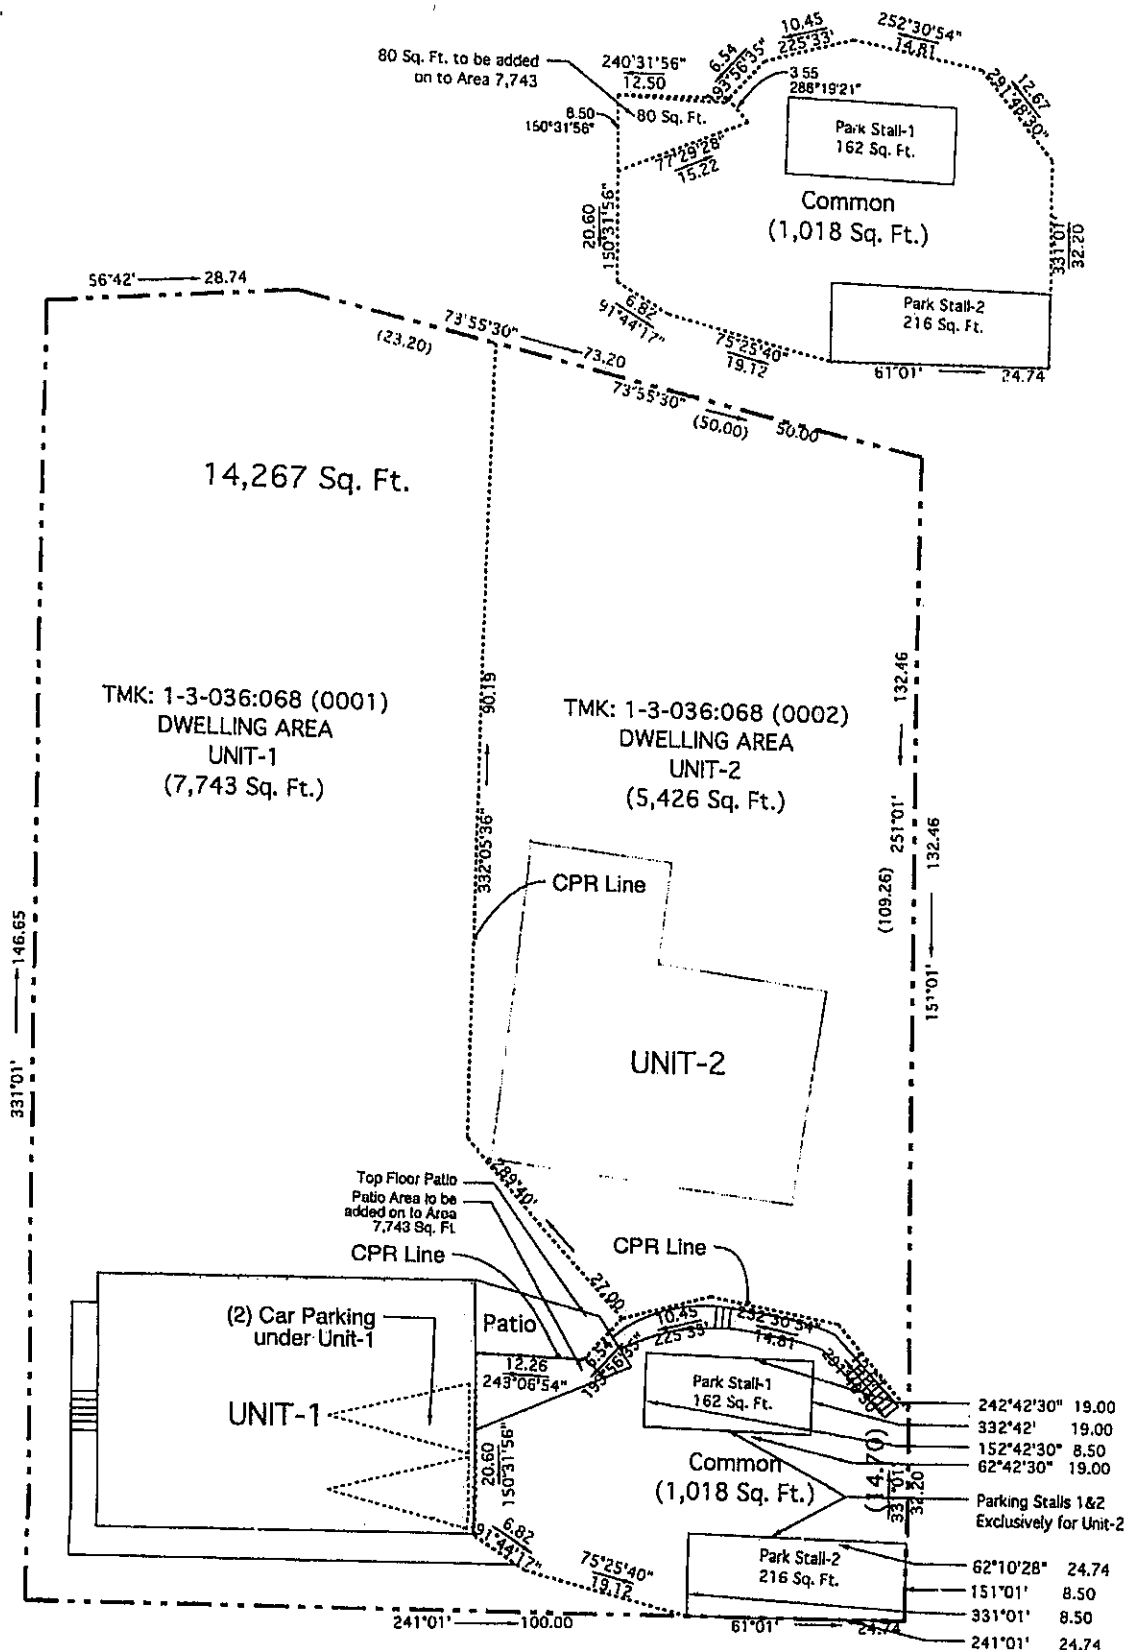 80 Sq. Ft. to be added
on to Area 7,743
240°31'56"
12.50
6.54
193°56'35"
10.45
225°33'
252°30'54"
14.81
3.55
286°19'21"
12.67
291°48'30"
8.50
150°31'56"
80 Sq. Ft.
77°29'28"
15.22
Park Stall-1
162 Sq. Ft.
Common
(1,018 Sq. Ft.)
20.60
150°31'56"
331°01'
32.20
6.82
91°44'17"
75°25'40"
19.12
Park Stall-2
216 Sq. Ft.
61°01' 24.74
56°42' 28.74
73°55'30" 73.20
(23.20)
73°55'30"
(50.00) 50.00
14,267 Sq. Ft.
TMK: 1-3-036:068 (0001)
DWELLING AREA
UNIT-1
(7,743 Sq. Ft.)
332°05'36" 90.19
TMK: 1-3-036:068 (0002)
DWELLING AREA
UNIT-2
(5,426 Sq. Ft.)
251°01' 132.46
(109.26)
151°01' 132.46
331°01' 146.65
CPR Line
UNIT-2
289°40' 27.00
Top Floor Patio
Patio Area to be
added on to Area
7,743 Sq. Ft.
CPR Line
CPR Line
(2) Car Parking
under Unit-1
Patio
12.26
243°06'54"
6.54
193°56'35"
10.45
225°33'
252°30'54"
14.81
UNIT-1
Park Stall-1
162 Sq. Ft.
242°42'30" 19.00
332°42' 19.00
152°42'30" 8.50
62°42'30" 19.00
20.60
150°31'56"
Common
(1,018 Sq. Ft.)
(14.70)
331°01'
32.20
Parking Stalls 1&2
Exclusively for Unit-2
6.82
91°44'17"
75°25'40"
19.12
Park Stall-2
216 Sq. Ft.
62°10'28" 24.74
151°01' 8.50
331°01' 8.50
241°01' 24.74
241°01' 100.00
61°01' 24.74